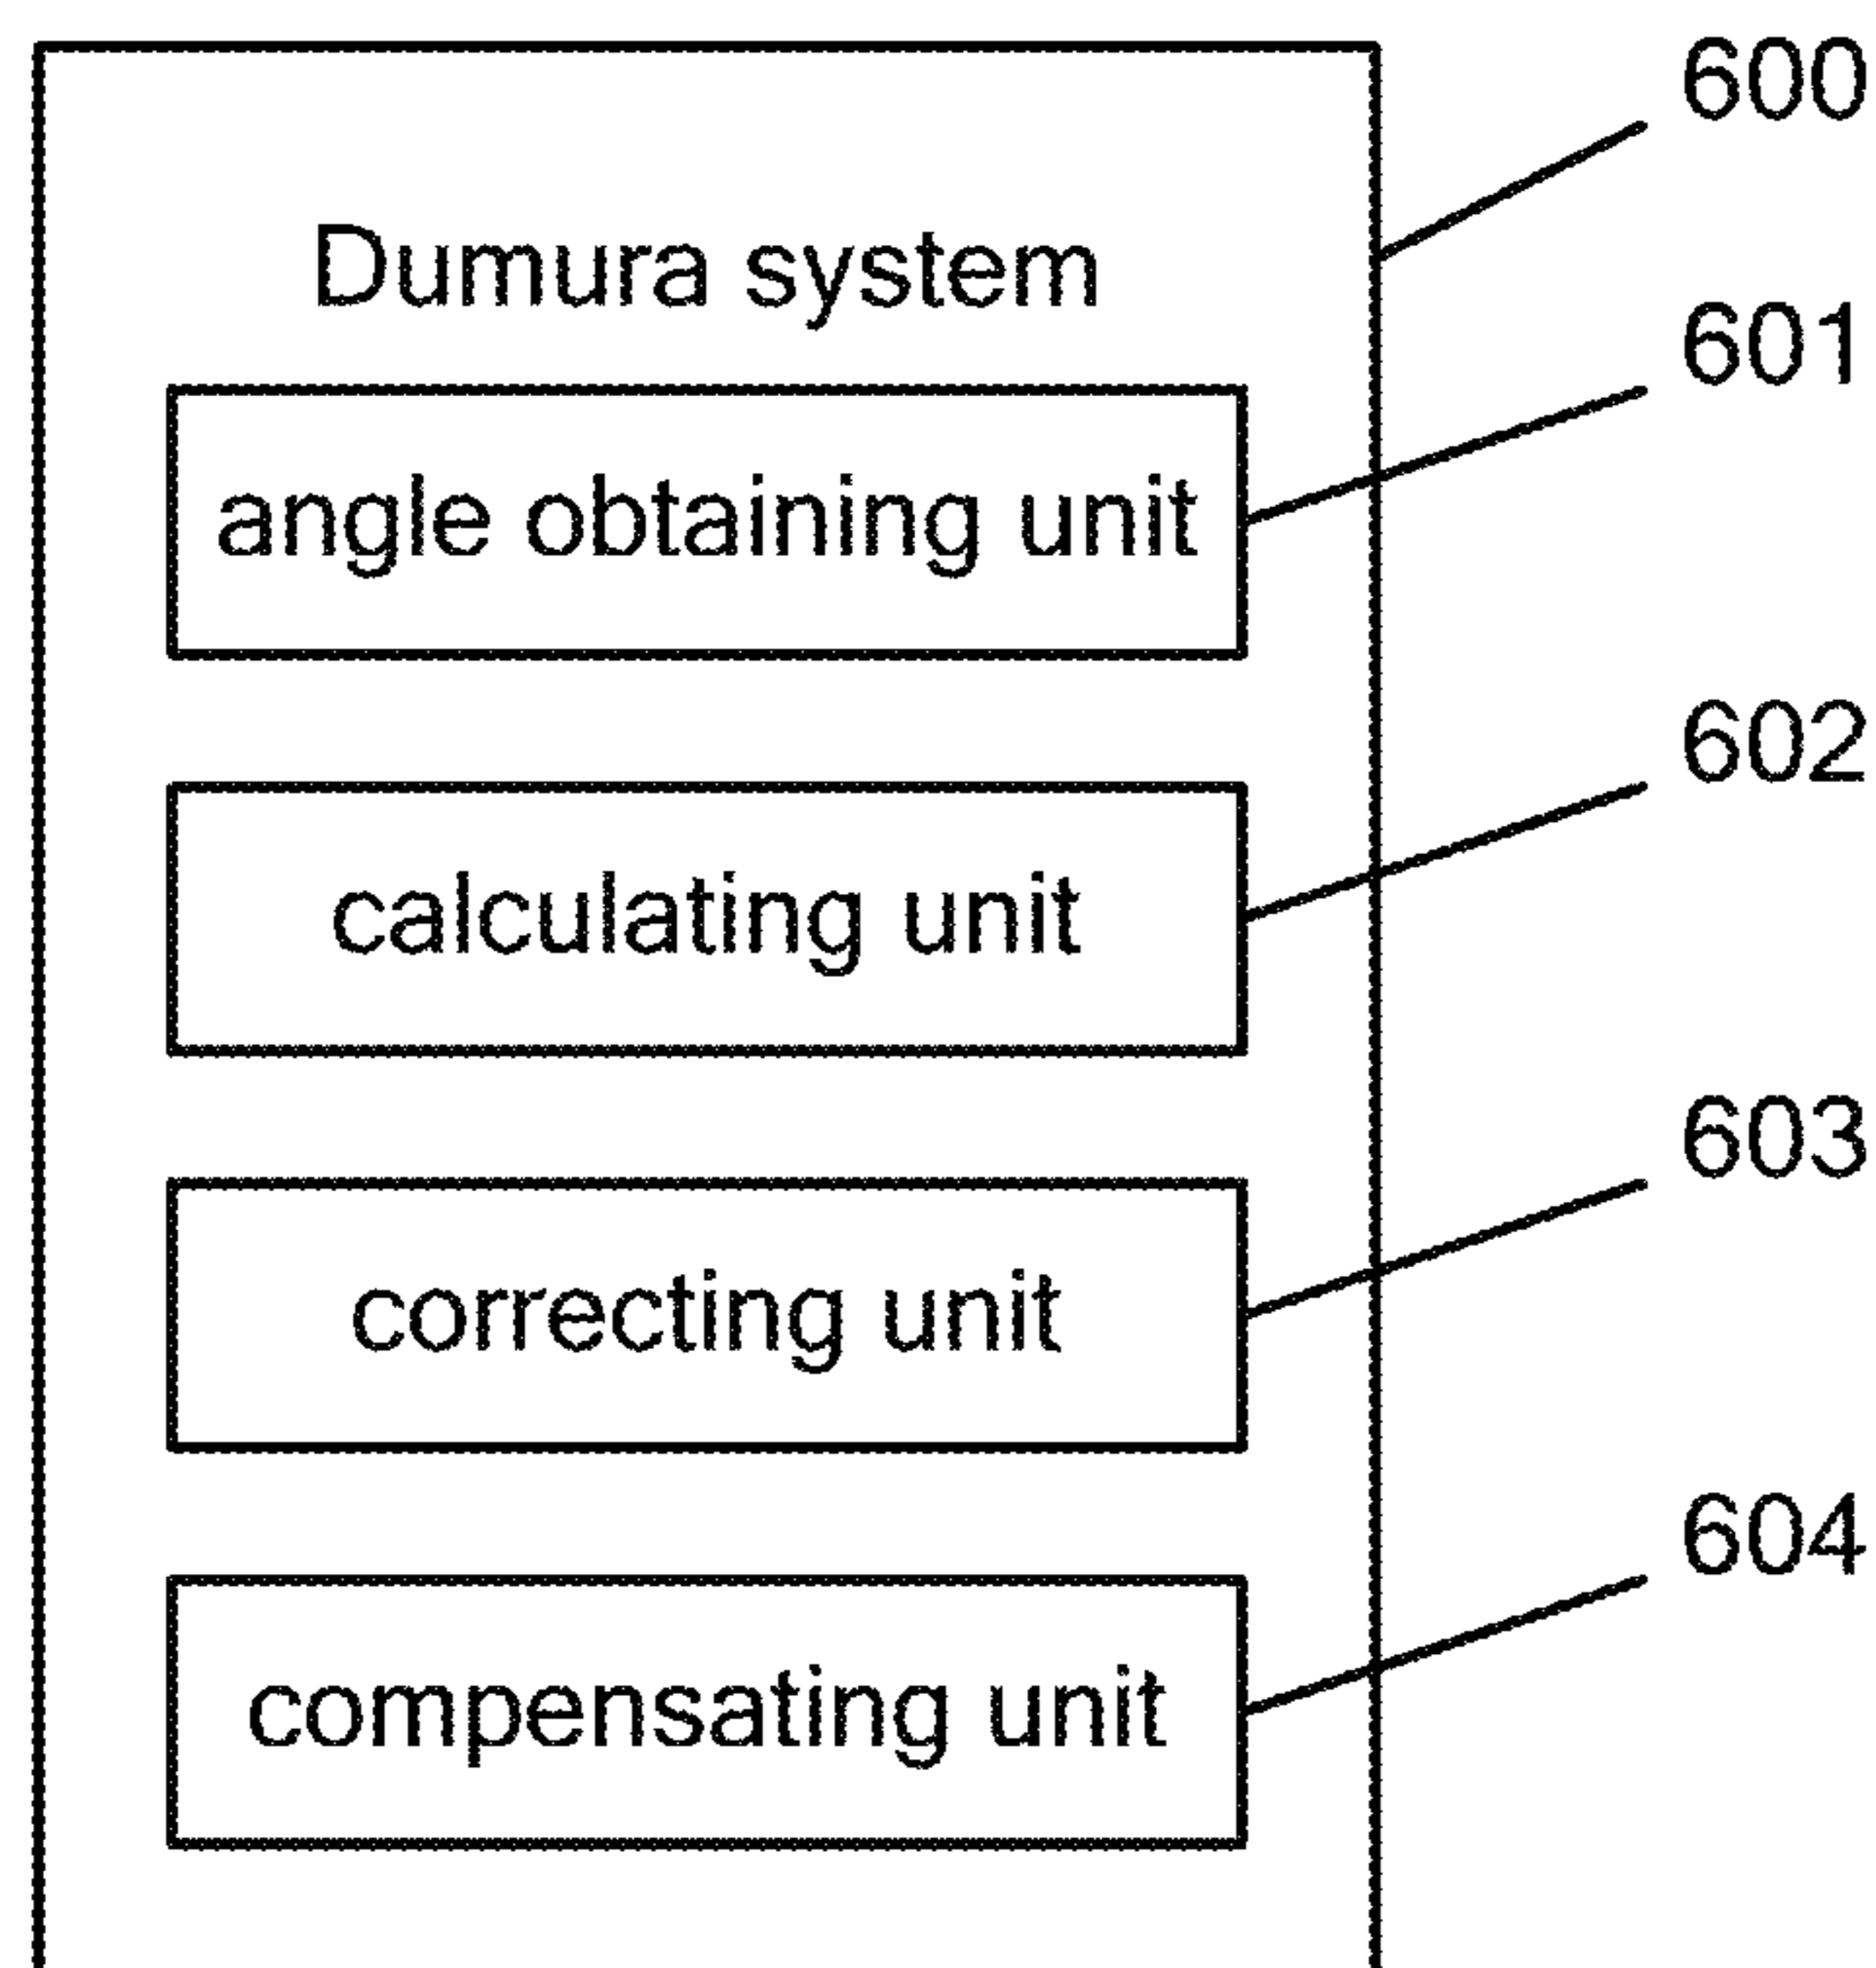 600
Dumura system
601
angle obtaining unit
602
calculating unit
603
correcting unit
604
compensating unit